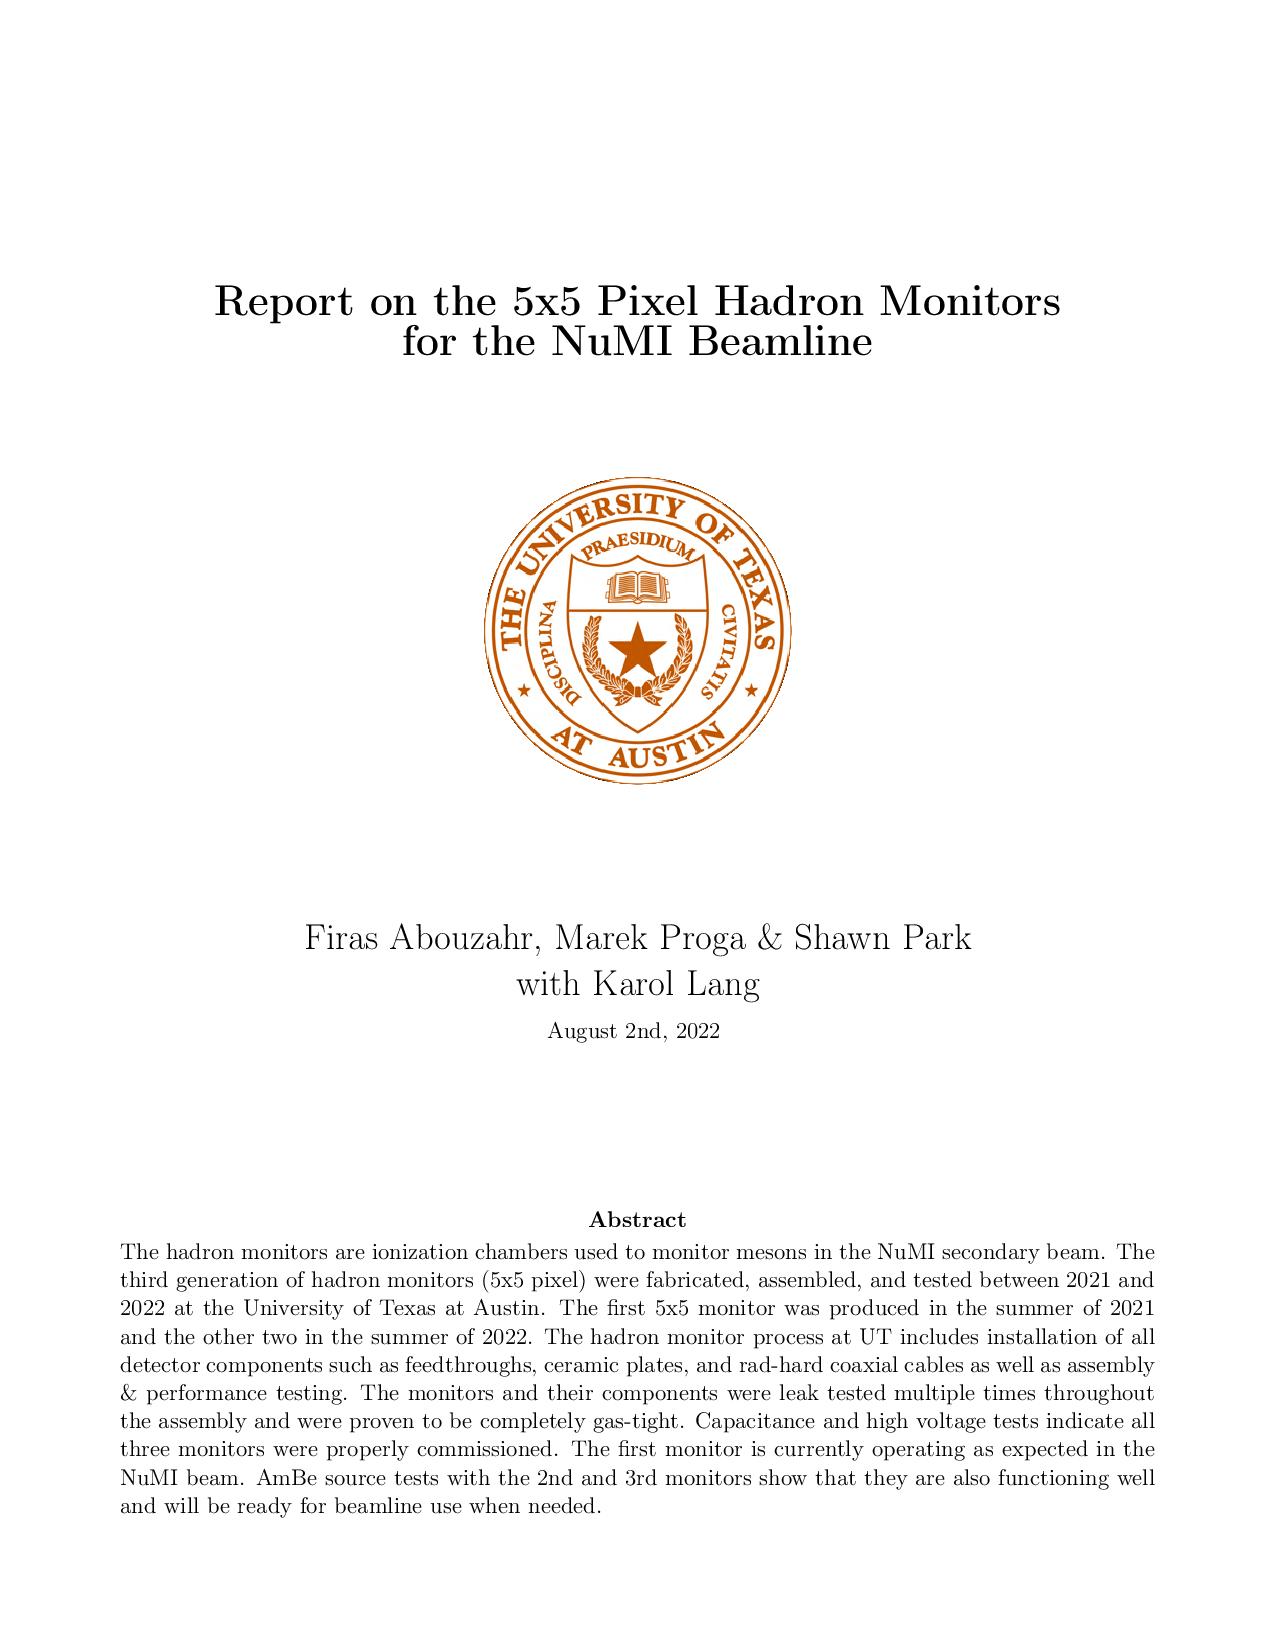 Report on the 5x5 Pixel Hadron Monitors
for the NuMI Beamline
THE UNIVERSITY OF TEXAS
PRAESIDIUM
DISCIPLINA
CIVITATIS
AT AUSTIN
Firas Abouzahr, Marek Proga & Shawn Park
with Karol Lang
August 2nd, 2022
Abstract
The hadron monitors are ionization chambers used to monitor mesons in the NuMI secondary beam. The
third generation of hadron monitors (5x5 pixel) were fabricated, assembled, and tested between 2021 and
2022 at the University of Texas at Austin. The first 5x5 monitor was produced in the summer of 2021
and the other two in the summer of 2022. The hadron monitor process at UT includes installation of all
detector components such as feedthroughs, ceramic plates, and rad-hard coaxial cables as well as assembly
& performance testing. The monitors and their components were leak tested multiple times throughout
the assembly and were proven to be completely gas-tight. Capacitance and high voltage tests indicate all
three monitors were properly commissioned. The first monitor is currently operating as expected in the
NuMI beam. AmBe source tests with the 2nd and 3rd monitors show that they are also functioning well
and will be ready for beamline use when needed.